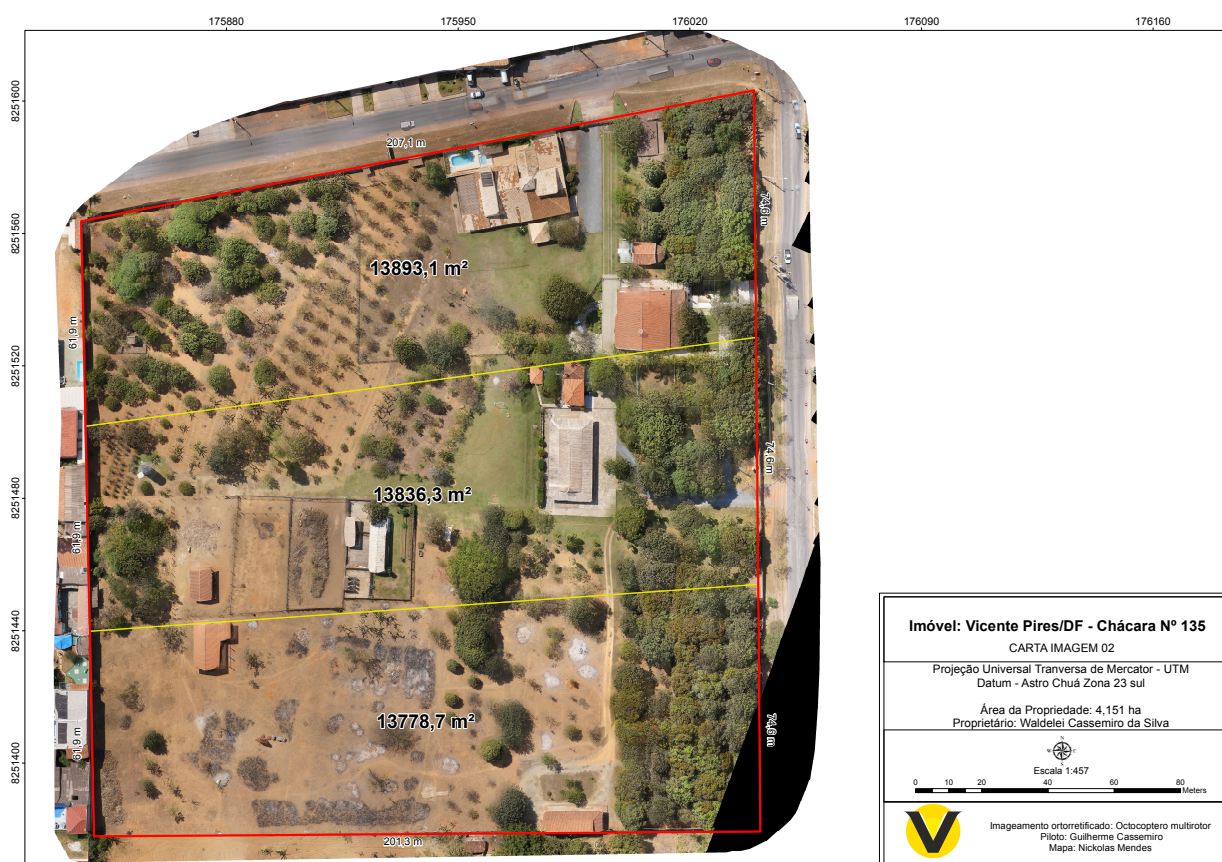 175880
175950
176020
176090
176160
8251600
8251560
8251520
8251480
8251440
8251400
207,1 m
74,6 m
13893,1 m²
61,9 m
74,6 m
13836,3 m²
61,9 m
13778,7 m²
74,6 m
61,9 m
201,3 m
Imóvel: Vicente Pires/DF - Chácara Nº 135
CARTA IMAGEM 02
Projeção Universal Tranversa de Mercator - UTM
Datum - Astro Chuá Zona 23 sul
Área da Propriedade: 4,151 ha
Proprietário: Waldelei Cassemiro da Silva
N
W E
S
Escala 1:457
0 10 20 40 60 80
Meters
V
Imageamento ortorretificado: Octocoptero multirotor
Piloto: Guilherme Cassemiro
Mapa: Nickolas Mendes